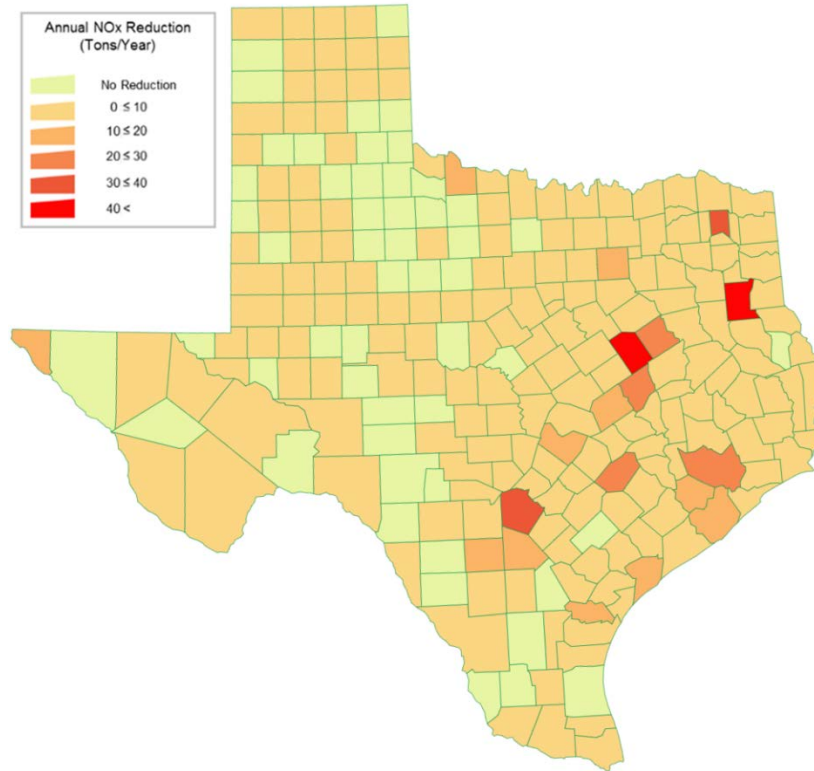 Annual NOx Reduction
(Tons/Year)
No Reduction
0 ≤ 10
10 ≤ 20
20 ≤ 30
30 ≤ 40
40 <